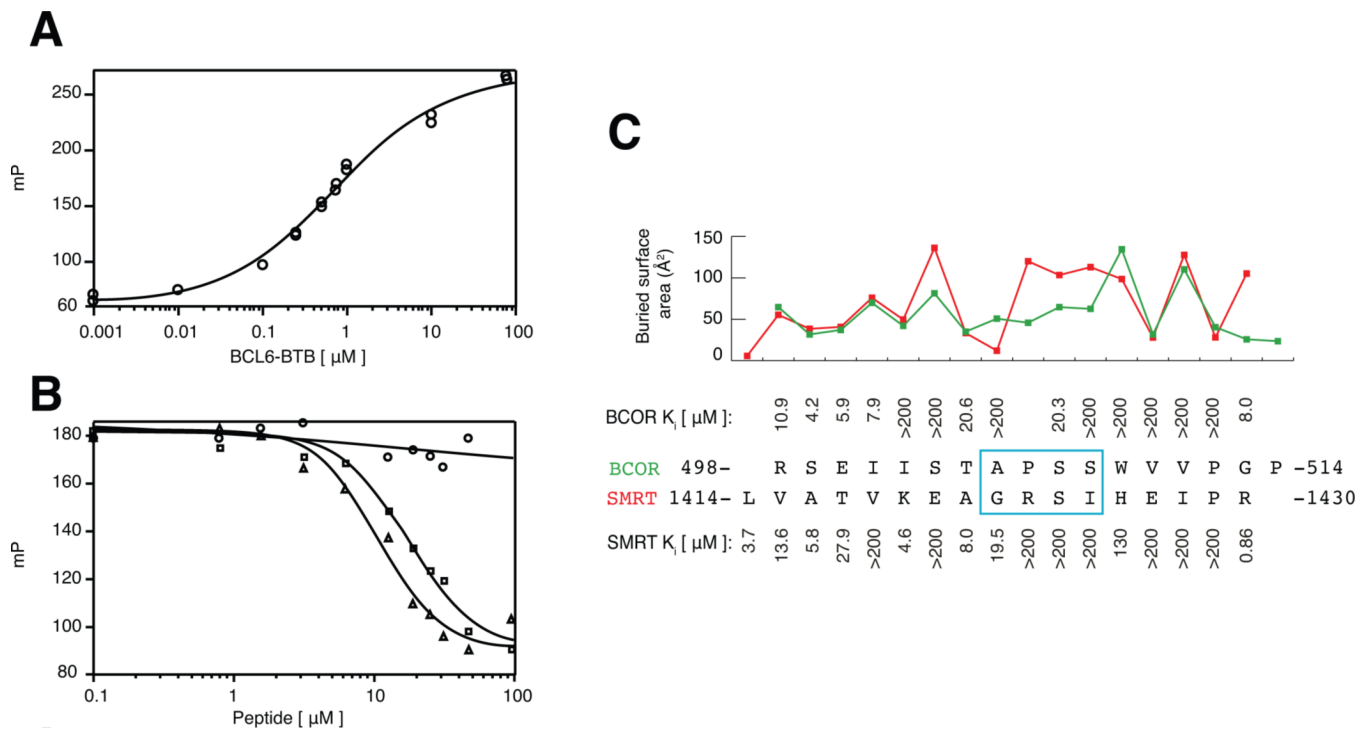 A
mP
250
200
150
100
60
0.001 0.01 0.1 1 10 100
BCL6-BTB [ µM ]
B
mP
180
160
140
120
100
80
0.1 1 10 100
Peptide [ µM ]
C
Buried surface
area (Å²)
150
100
50
0
BCOR Ki [ µM ]: 10.9 4.2 5.9 7.9 >200 >200 20.6 >200 20.3 >200 >200 >200 >200 >200 8.0
BCOR 498- R S E I I S T A P S S W V V P G P -514
SMRT 1414- L V A T V K E A G R S I H E I P R -1430
SMRT Ki [ µM ]: 3.7 13.6 5.8 27.9 >200 4.6 >200 8.0 19.5 >200 >200 >200 130 >200 >200 >200 0.86